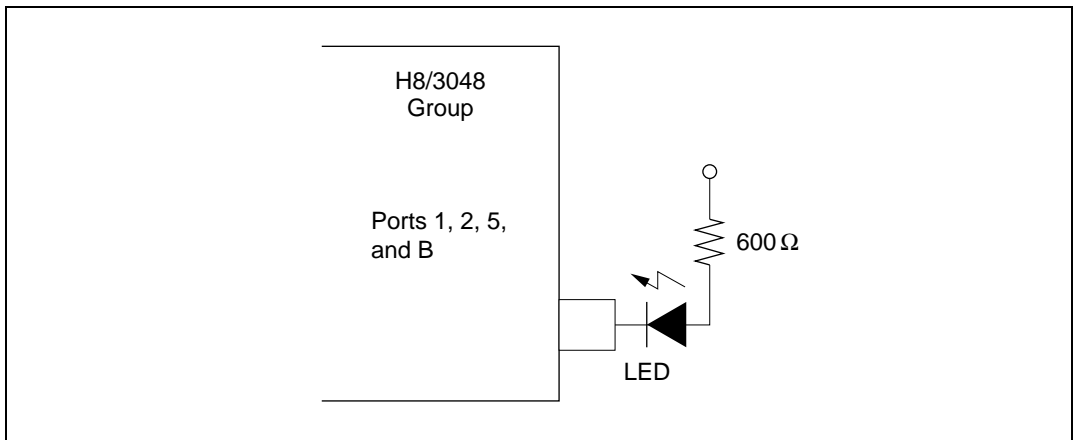 H8/3048
Group
Ports 1, 2, 5,
and B
600 Ω
LED